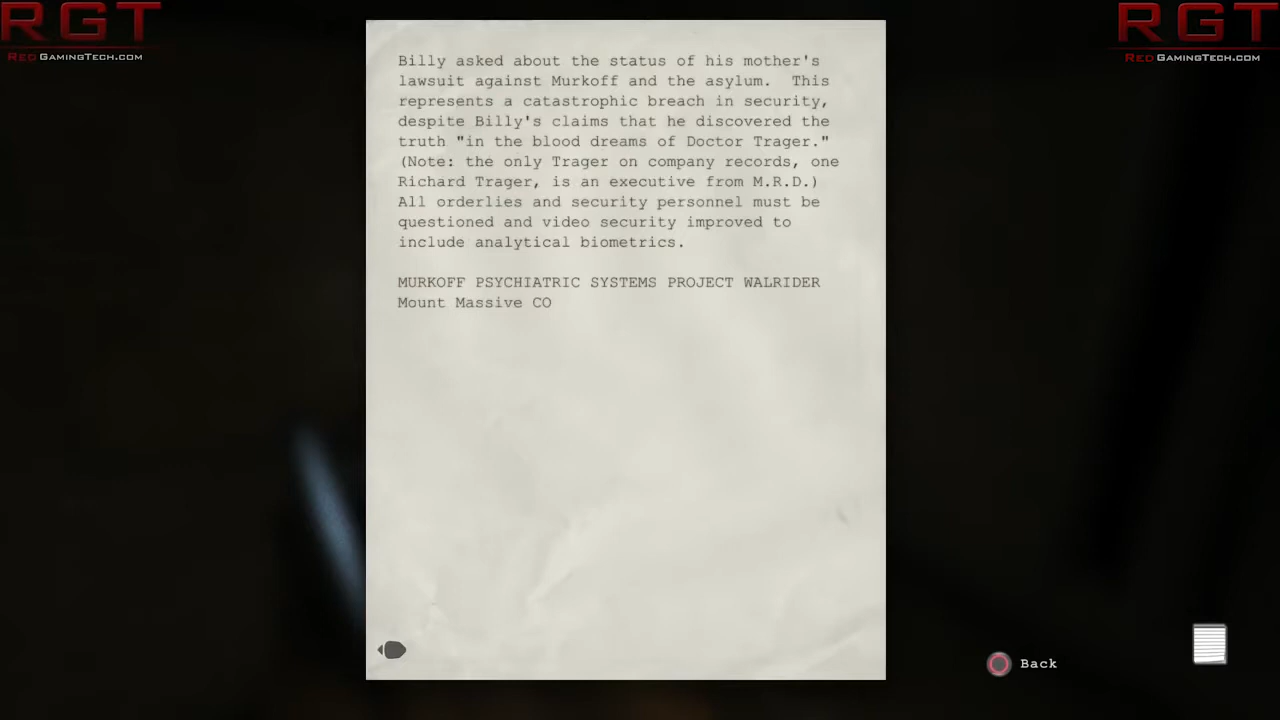 RGT
RedGamingTech.com
RGT
RedGamingTech.com
Billy asked about the status of his mother's
lawsuit against Murkoff and the asylum.  This
represents a catastrophic breach in security,
despite Billy's claims that he discovered the
truth "in the blood dreams of Doctor Trager."
(Note: the only Trager on company records, one
Richard Trager, is an executive from M.R.D.)
All orderlies and security personnel must be
questioned and video security improved to
include analytical biometrics.
MURKOFF PSYCHIATRIC SYSTEMS PROJECT WALRIDER
Mount Massive CO
Back